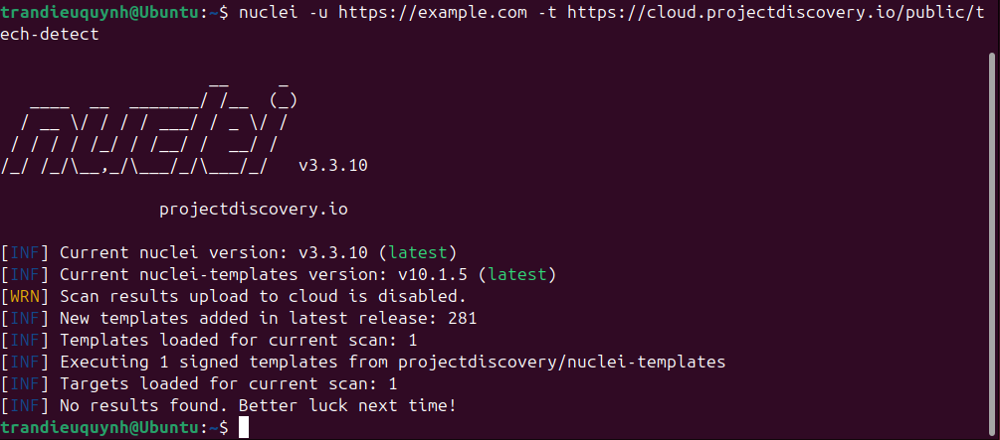 trandieuquynh@Ubuntu:~$ nuclei -u https://example.com -t https://cloud.projectdiscovery.io/public/t
ech-detect
                     __     _
   ____  __  _______/ /__  (_)
  / __ \/ / / / ___/ / _ \/ /
 / / / / /_/ / /__/ /  __/ /
/_/ /_/\__,_/\___/_/\___/_/   v3.3.10
projectdiscovery.io
[INF] Current nuclei version: v3.3.10 (latest)
[INF] Current nuclei-templates version: v10.1.5 (latest)
[WRN] Scan results upload to cloud is disabled.
[INF] New templates added in latest release: 281
[INF] Templates loaded for current scan: 1
[INF] Executing 1 signed templates from projectdiscovery/nuclei-templates
[INF] Targets loaded for current scan: 1
[INF] No results found. Better luck next time!
trandieuquynh@Ubuntu:~$